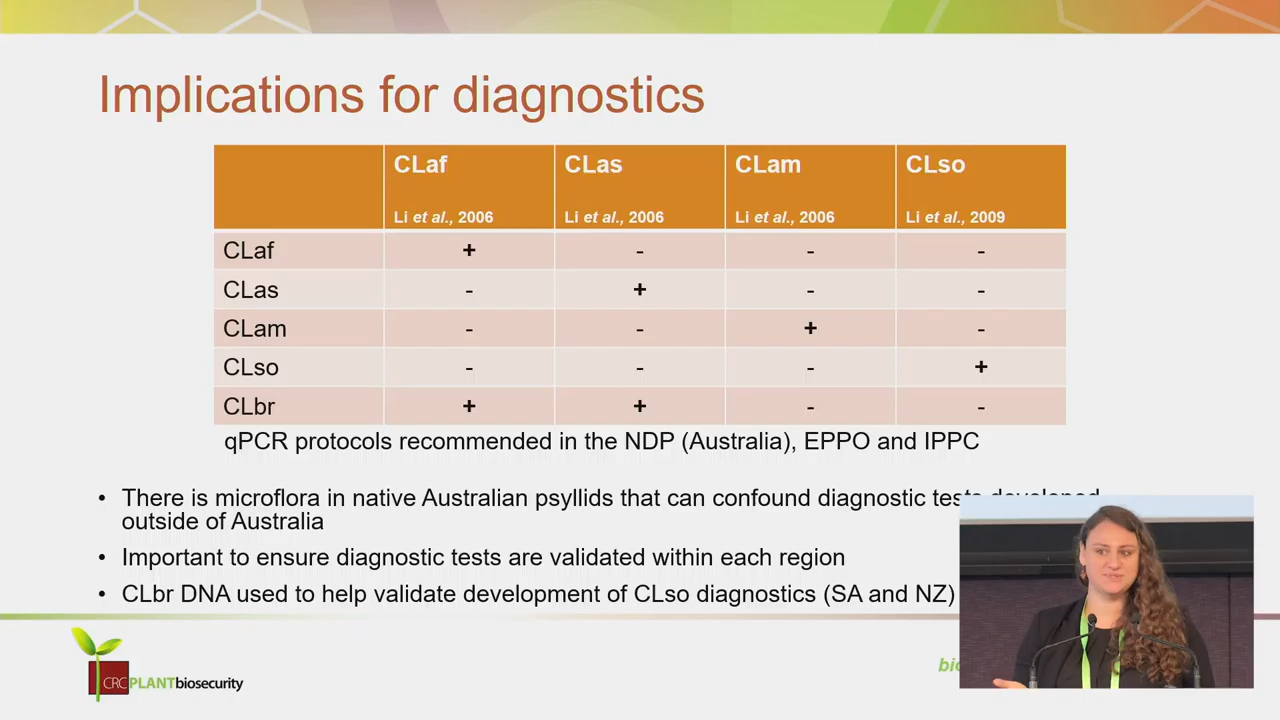 Implications for diagnostics
CLaf CLas CLam CLso
Li et al., 2006 Li et al., 2006 Li et al., 2006 Li et al., 2009
CLaf + - - -
CLas - + - -
CLam - - + -
CLso - - - +
CLbr + + - -
qPCR protocols recommended in the NDP (Australia), EPPO and IPPC
• There is microflora in native Australian psyllids that can confound diagnostic tests developed
outside of Australia
• Important to ensure diagnostic tests are validated within each region
• CLbr DNA used to help validate development of CLso diagnostics (SA and NZ)
CRCPLANTbiosecurity